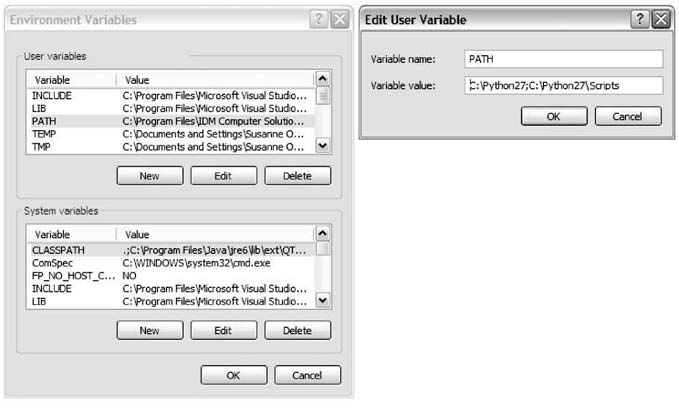 Environment Variables
User variables
Variable Value
INCLUDE C:\Program Files\Microsoft Visual Studio...
LIB C:\Program Files\Microsoft Visual Studio...
PATH C:\Program Files\IDM Computer Solutio...
TEMP C:\Documents and Settings\Susanne O...
TMP C:\Documents and Settings\Susanne O...
New Edit Delete
System variables
Variable Value
CLASSPATH .;C:\Program Files\Java\jre6\lib\ext\QT...
ComSpec C:\WINDOWS\system32\cmd.exe
FP_NO_HOST_C... NO
INCLUDE C:\Program Files\Microsoft Visual Studio...
LIB C:\Program Files\Microsoft Visual Studio...
New Edit Delete
OK Cancel
Edit User Variable
Variable name: PATH
Variable value: C:\Python27;C:\Python27\Scripts
OK Cancel